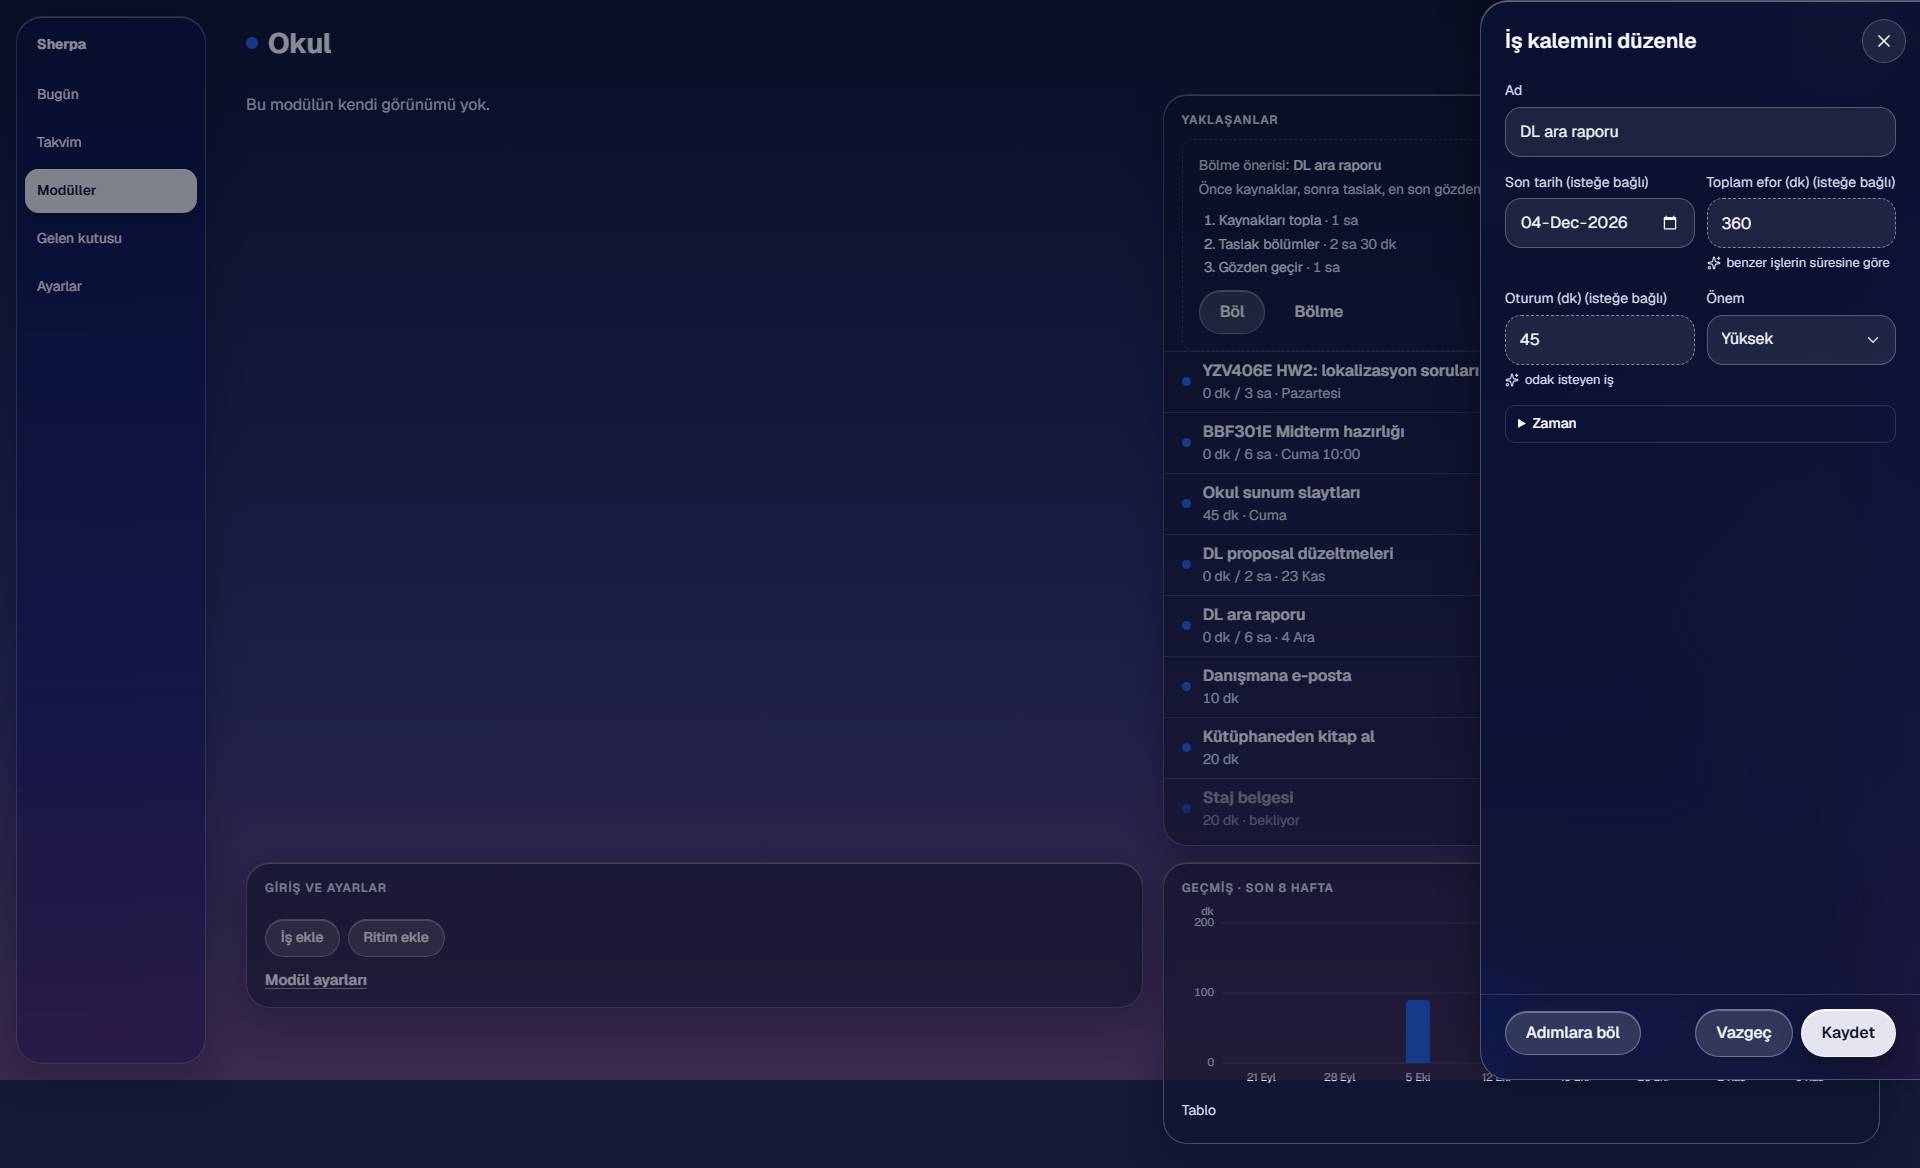 Sherpa
Bugün
Takvim
Modüller
Gelen kutusu
Ayarlar
Okul
Bu modülün kendi görünümü yok.
YAKLAŞANLAR
Bölme önerisi: DL ara raporu
Önce kaynaklar, sonra taslak, en son gözden
1. Kaynakları topla · 1 sa
2. Taslak bölümler · 2 sa 30 dk
3. Gözden geçir · 1 sa
Böl
Bölme
YZV406E HW2: lokalizasyon soruları
0 dk / 3 sa · Pazartesi
BBF301E Midterm hazırlığı
0 dk / 6 sa · Cuma 10:00
Okul sunum slaytları
45 dk · Cuma
DL proposal düzeltmeleri
0 dk / 2 sa · 23 Kas
DL ara raporu
0 dk / 6 sa · 4 Ara
Danışmana e-posta
10 dk
Kütüphaneden kitap al
20 dk
Staj belgesi
20 dk · bekliyor
GİRİŞ VE AYARLAR
İş ekle
Ritim ekle
Modül ayarları
GEÇMİŞ · SON 8 HAFTA
dk
200
100
0
21 Eyl
28 Eyl
5 Eki
Tablo
İş kalemini düzenle
Ad
DL ara raporu
Son tarih (isteğe bağlı)
04-Dec-2026
Toplam efor (dk) (isteğe bağlı)
360
benzer işlerin süresine göre
Oturum (dk) (isteğe bağlı)
45
odak isteyen iş
Önem
Yüksek
Zaman
Adımlara böl
Vazgeç
Kaydet